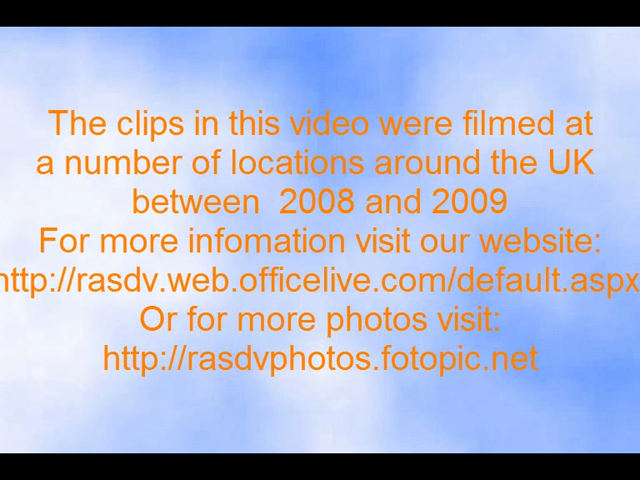 The clips in this video were filmed at
a number of locations around the UK
between  2008 and 2009
For more infomation visit our website:
http://rasdv.web.officelive.com/default.aspx
Or for more photos visit:
http://rasdvphotos.fotopic.net